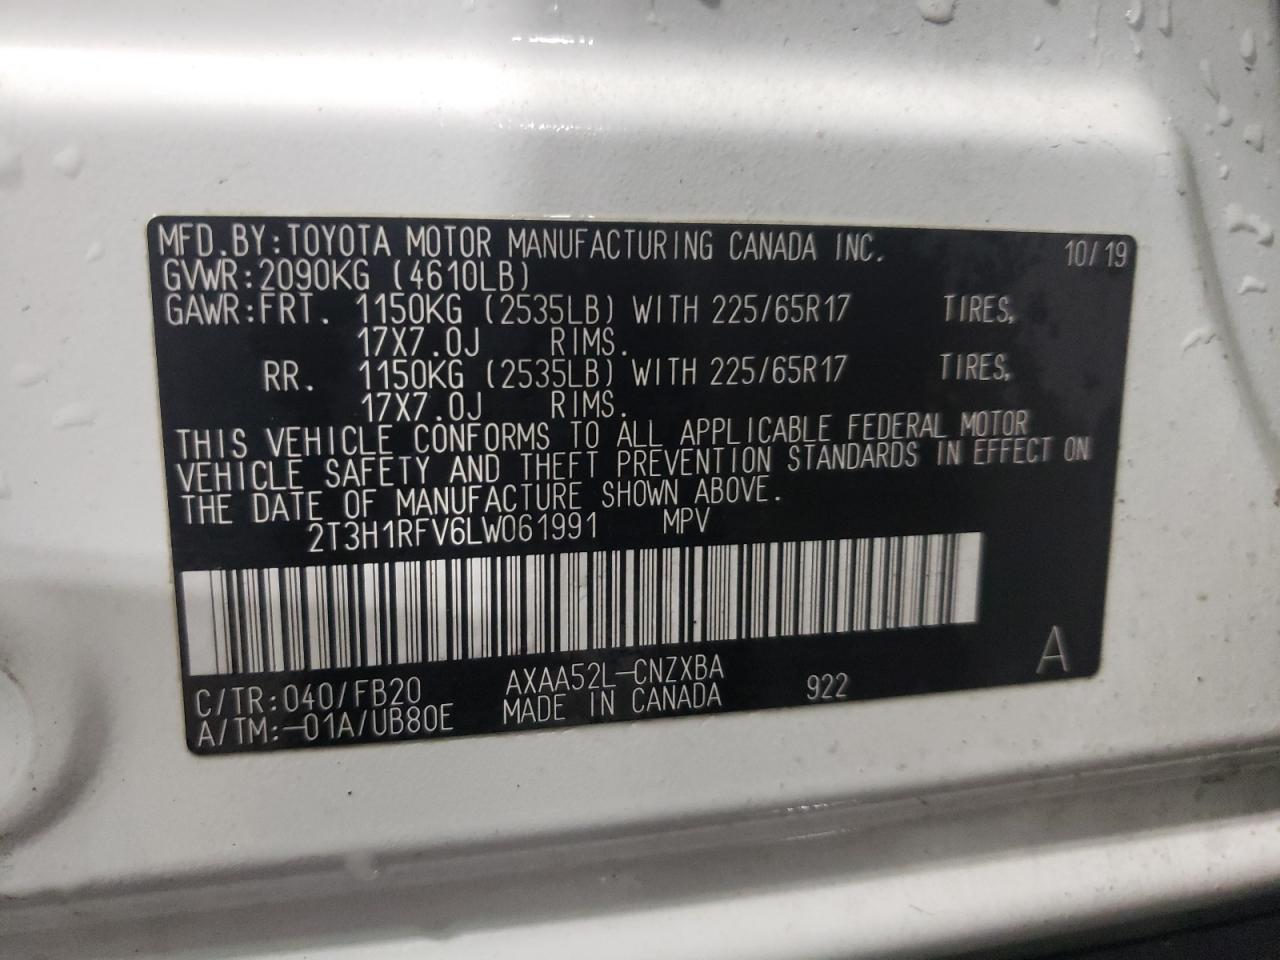 MFD.BY:TOYOTA MOTOR MANUFACTURING CANADA INC. 10/19
GVWR:2090KG (4610LB)
GAWR:FRT. 1150KG (2535LB) WITH 225/65R17 TIRES,
17X7.0J RIMS.
RR. 1150KG (2535LB) WITH 225/65R17 TIRES,
17X7.0J RIMS.
THIS VEHICLE CONFORMS TO ALL APPLICABLE FEDERAL MOTOR
VEHICLE SAFETY AND THEFT PREVENTION STANDARDS IN EFFECT ON
THE DATE OF MANUFACTURE SHOWN ABOVE.
2T3H1RFV6LW061991 MPV
C/TR:040/FB20 AXAA52L-CNZXBA 922 A
A/TM:-01A/UB80E MADE IN CANADA